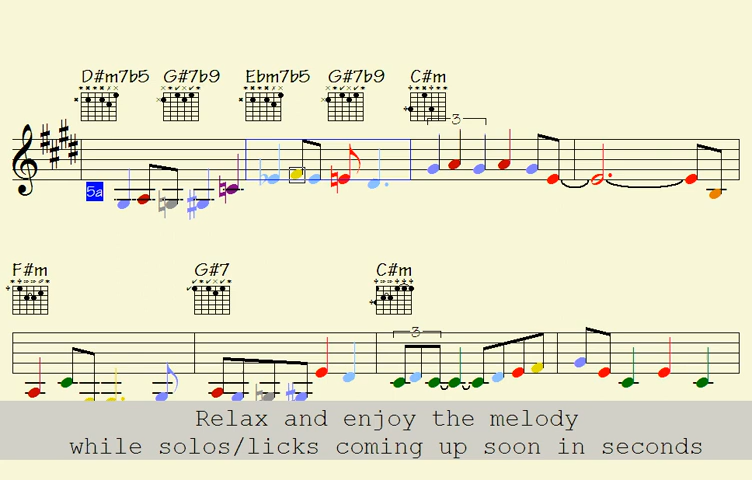 D#m7b5 G#7b9 Ebm7b5 G#7b9 C#m
3
5a
F#m G#7 C#m
3
Relax and enjoy the melody
while solos/licks coming up soon in seconds